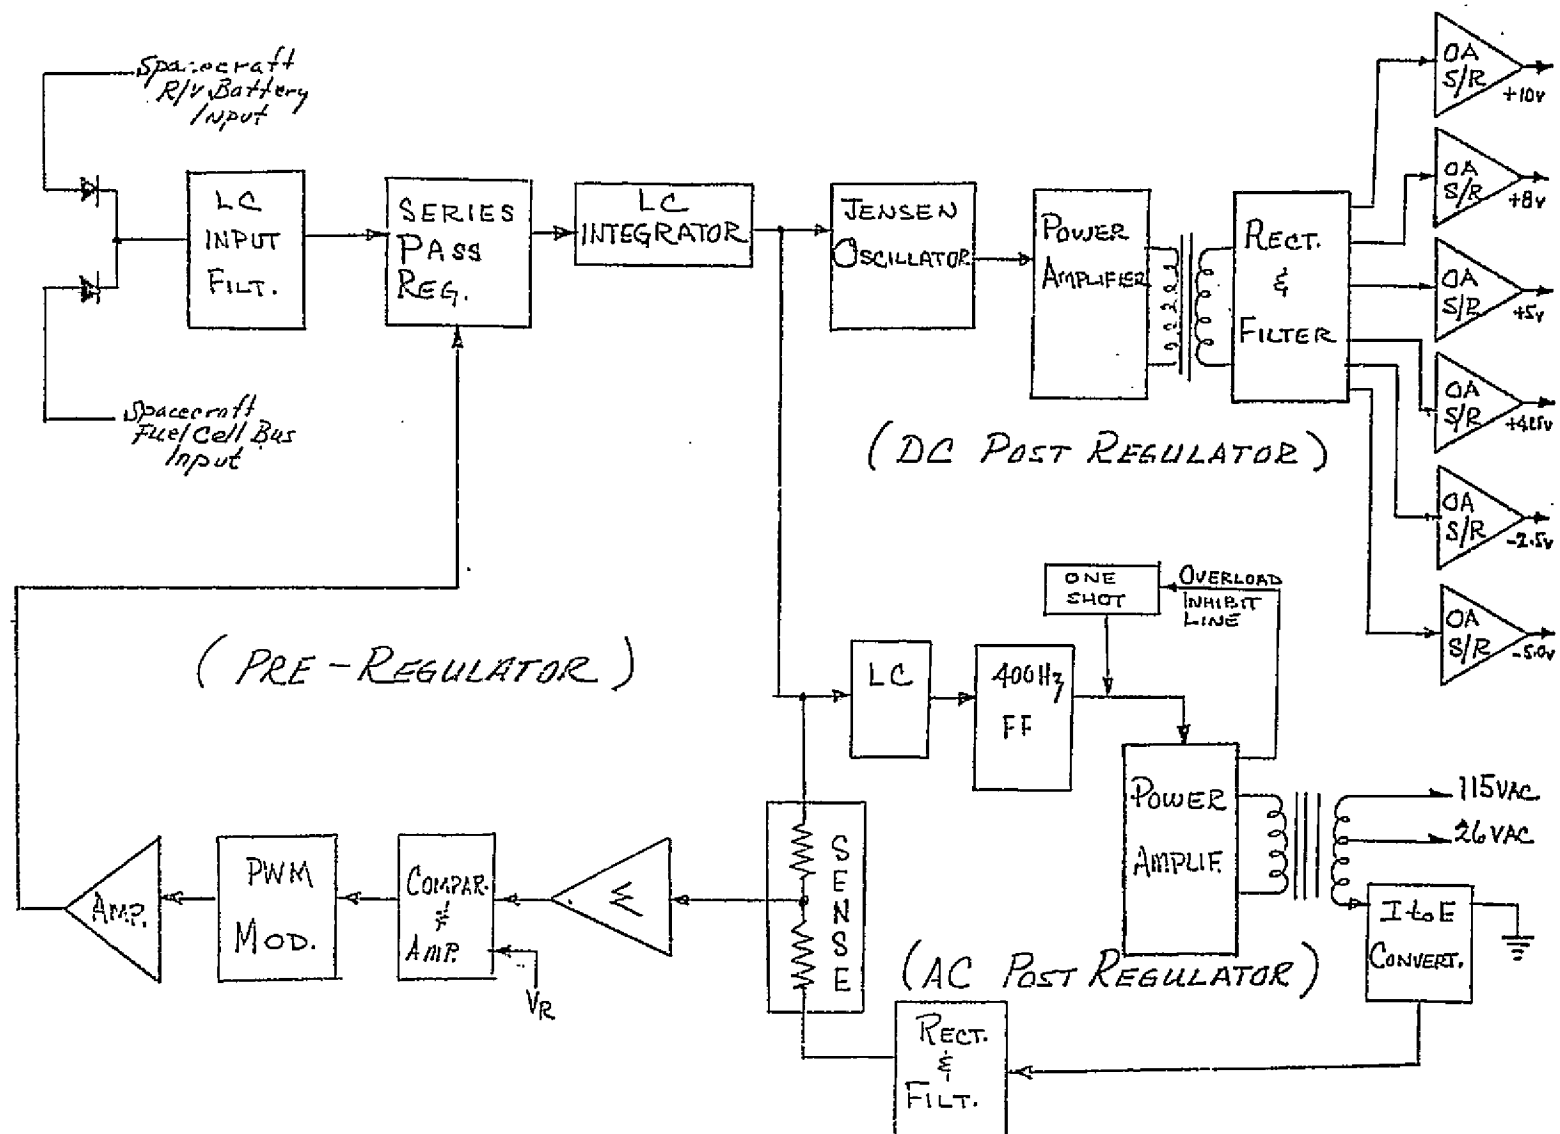 Spacecraft
R/V Battery
Input
LC
INPUT
FILT.
SERIES
PASS
REG.
LC
INTEGRATOR
JENSEN
OSCILLATOR
POWER
AMPLIFIER
RECT.
&
FILTER
OA
S/R
+10v
OA
S/R
+8v
OA
S/R
+5v
OA
S/R
OA
S/R
-2.5v
OA
S/R
-5.0v
Spacecraft
Fuel Cell Bus
Input
(DC POST REGULATOR)
(PRE-REGULATOR)
ONE
SHOT
OVERLOAD
INHIBIT
LINE
LC
400Hz
FF
POWER
AMPLIF.
115VAC
26VAC
I to E
CONVERT.
AMP.
PWM
MOD.
COMPAR.
&
AMP.
VR
Σ
SENSE
(AC POST REGULATOR)
RECT.
&
FILT.